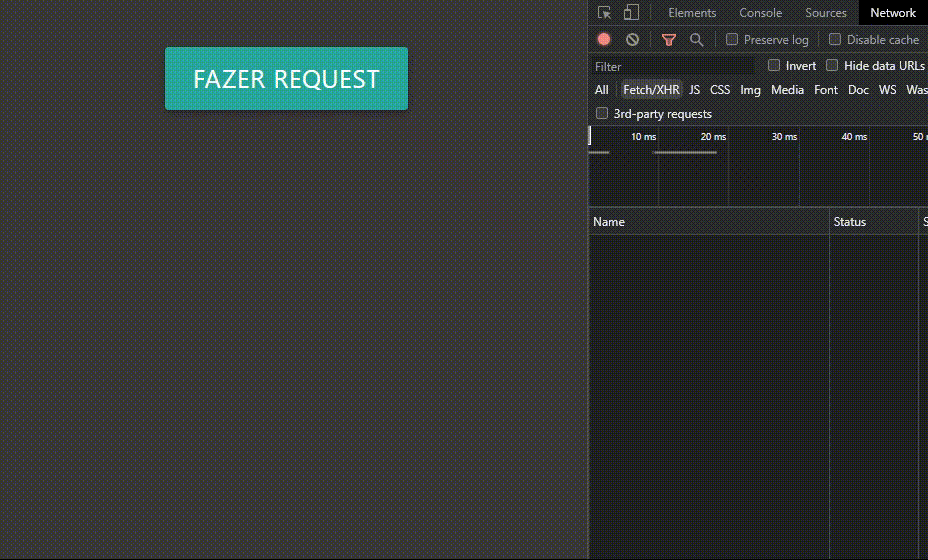 FAZER REQUEST
Elements Console Sources Network
Preserve log Disable cache
Filter Invert Hide data URLs
All Fetch/XHR JS CSS Img Media Font Doc WS Was
3rd-party requests
10 ms 20 ms 30 ms 40 ms 50
Name Status S